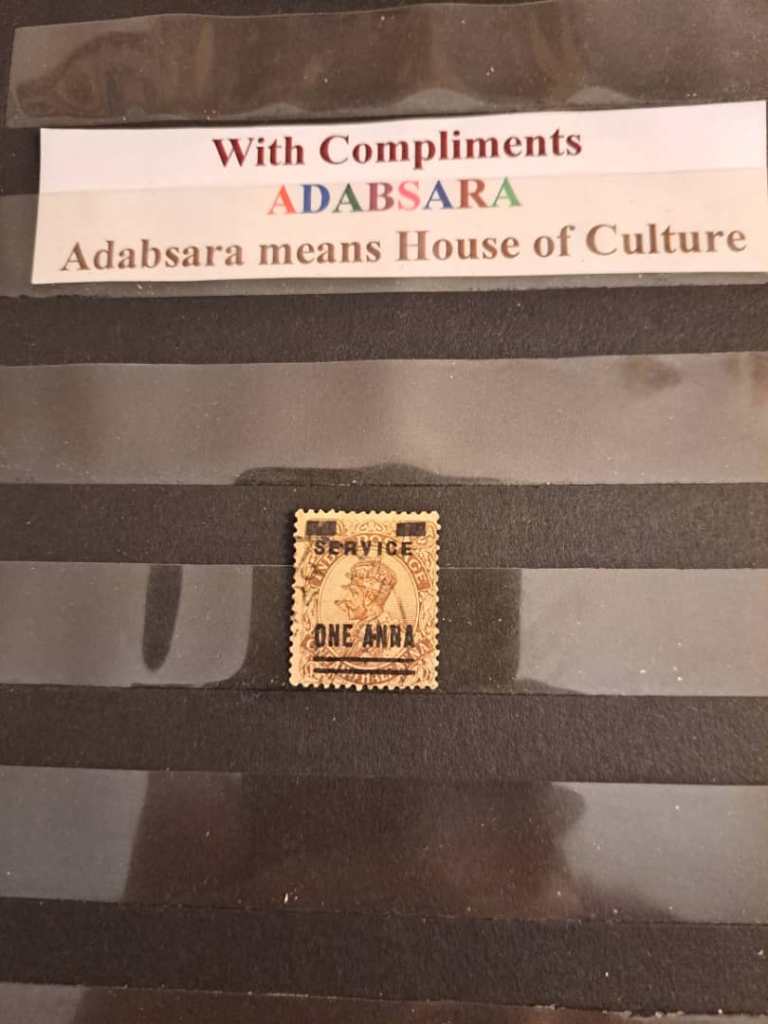 With Compliments
ADABSARA
Adabsara means House of Culture
SERVICE
ONE ANNA